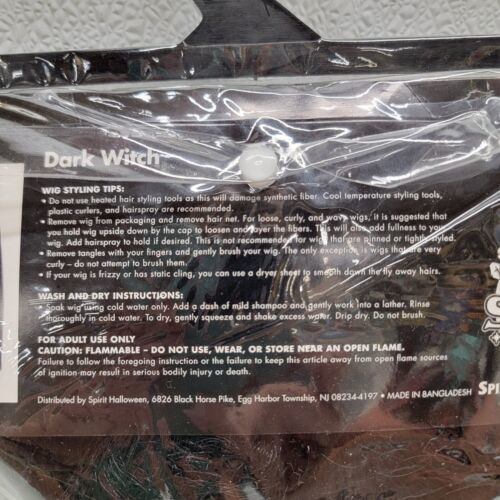 Dark Witch
WIG STYLING TIPS:
• Do not use heated hair styling tools as this will damage synthetic fiber. Cool temperature styling tools,
plastic curlers, and hairspray are recommended.
• Remove wig from packaging and remove hair net. For loose, curly, and wavy wigs, it is suggested that
you hold wig upside down by the cap to loosen and layer the fibers. This will also add fullness to your
wig. Add hairspray to hold if desired. This is not recommended for wigs that are pinned or tightly styled.
• Remove tangles with your fingers and gently brush your wig. The only exception is wigs that are very
curly – do not attempt to brush them.
• If your wig is frizzy or has static cling, you can use a dryer sheet to smooth down the fly away hairs.
WASH AND DRY INSTRUCTIONS:
• Soak wig using cold water only. Add a dash of mild shampoo and gently work into a lather. Rinse
thoroughly in cold water. To dry, gently squeeze and shake excess water. Drip dry. Do not brush.
FOR ADULT USE ONLY
CAUTION: FLAMMABLE – DO NOT USE, WEAR, OR STORE NEAR AN OPEN FLAME.
Failure to follow the foregoing instruction or the failure to keep this article away from open flame sources
of ignition may result in serious bodily injury or death.
Distributed by Spirit Halloween, 6826 Black Horse Pike, Egg Harbor Township, NJ 08234-4197 • MADE IN BANGLADESH
SPI